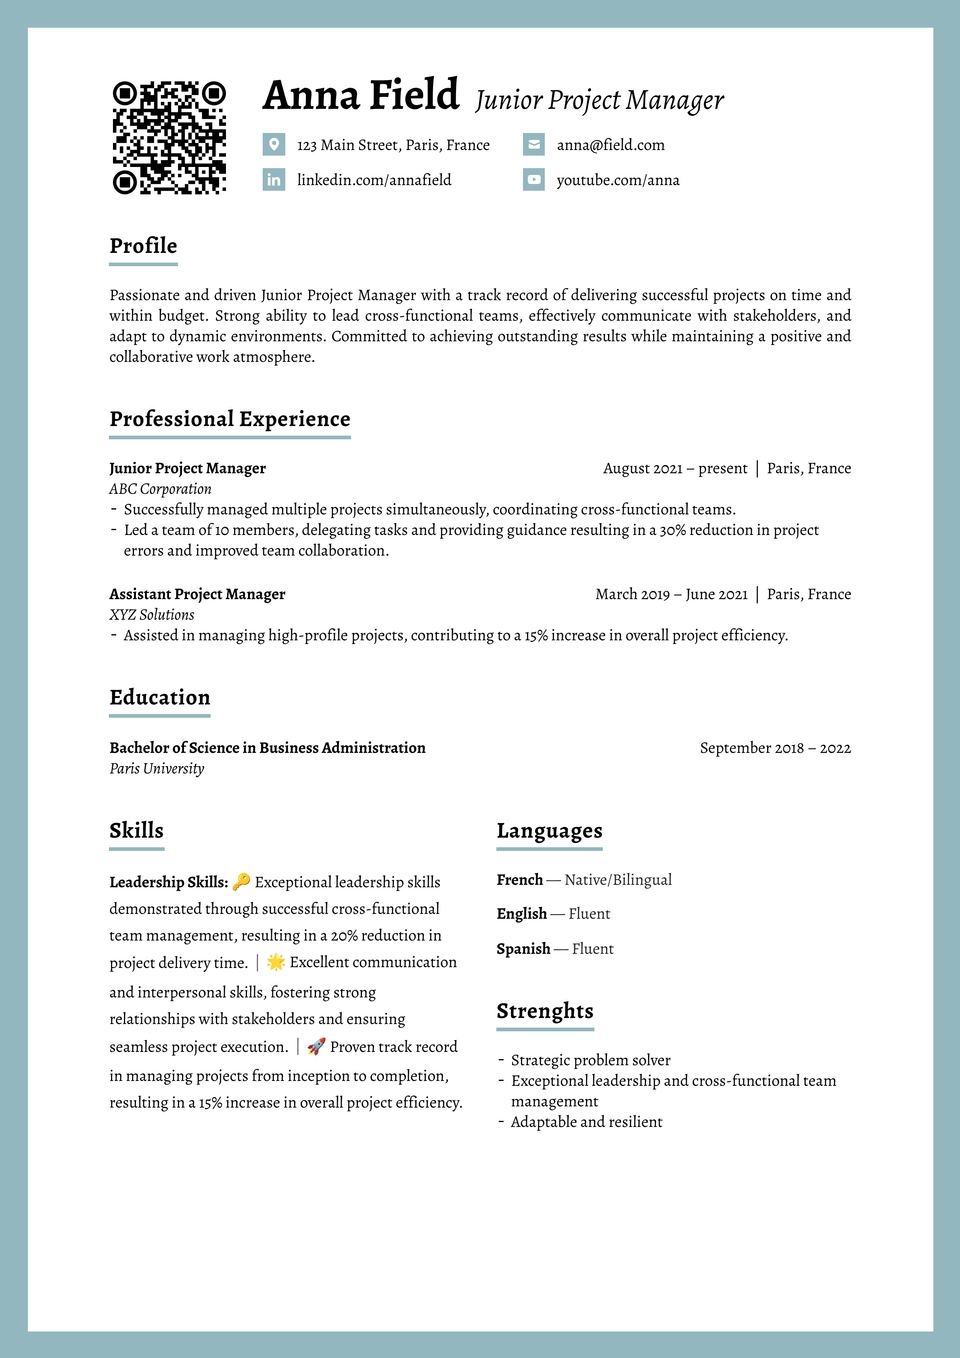 Anna Field Junior Project Manager
123 Main Street, Paris, France anna@field.com
linkedin.com/annafield youtube.com/anna
Profile
Passionate and driven Junior Project Manager with a track record of delivering successful projects on time and
within budget. Strong ability to lead cross-functional teams, effectively communicate with stakeholders, and
adapt to dynamic environments. Committed to achieving outstanding results while maintaining a positive and
collaborative work atmosphere.
Professional Experience
Junior Project Manager August 2021 – present | Paris, France
ABC Corporation
- Successfully managed multiple projects simultaneously, coordinating cross-functional teams.
- Led a team of 10 members, delegating tasks and providing guidance resulting in a 30% reduction in project
errors and improved team collaboration.
Assistant Project Manager March 2019 – June 2021 | Paris, France
XYZ Solutions
- Assisted in managing high-profile projects, contributing to a 15% increase in overall project efficiency.
Education
Bachelor of Science in Business Administration September 2018 – 2022
Paris University
Skills
Leadership Skills: 🔑 Exceptional leadership skills
demonstrated through successful cross-functional
team management, resulting in a 20% reduction in
project delivery time. | 🌟 Excellent communication
and interpersonal skills, fostering strong
relationships with stakeholders and ensuring
seamless project execution. | 🚀 Proven track record
in managing projects from inception to completion,
resulting in a 15% increase in overall project efficiency.
Languages
French — Native/Bilingual
English — Fluent
Spanish — Fluent
Strenghts
- Strategic problem solver
- Exceptional leadership and cross-functional team
management
- Adaptable and resilient